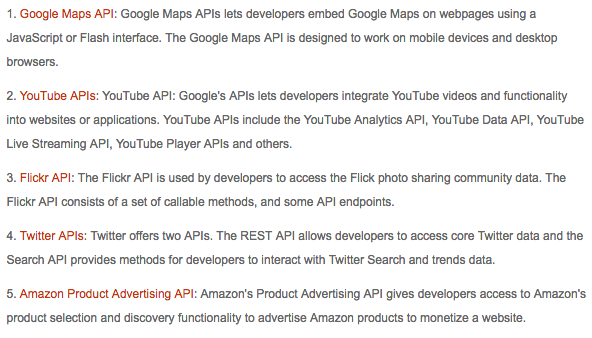 1. Google Maps API: Google Maps APIs lets developers embed Google Maps on webpages using a
JavaScript or Flash interface. The Google Maps API is designed to work on mobile devices and desktop
browsers.
2. YouTube APIs: YouTube API: Google's APIs lets developers integrate YouTube videos and functionality
into websites or applications. YouTube APIs include the YouTube Analytics API, YouTube Data API, YouTube
Live Streaming API, YouTube Player APIs and others.
3. Flickr API: The Flickr API is used by developers to access the Flick photo sharing community data. The
Flickr API consists of a set of callable methods, and some API endpoints.
4. Twitter APIs: Twitter offers two APIs. The REST API allows developers to access core Twitter data and the
Search API provides methods for developers to interact with Twitter Search and trends data.
5. Amazon Product Advertising API: Amazon's Product Advertising API gives developers access to Amazon's
product selection and discovery functionality to advertise Amazon products to monetize a website.